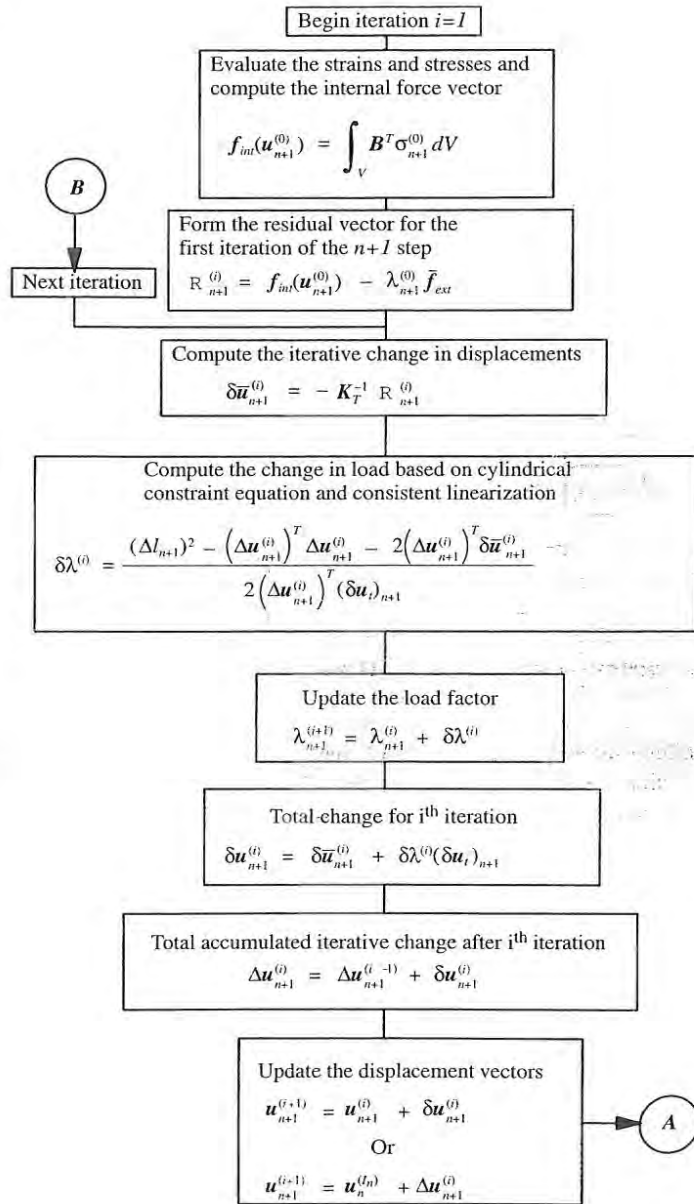 Begin iteration i=1
Evaluate the strains and stresses and
compute the internal force vector
f_{int}(u_{n+1}^{(0)}) = ∫_V B^T σ_{n+1}^{(0)} dV
B
Form the residual vector for the
first iteration of the n+1 step
R_{n+1}^{(i)} = f_{int}(u_{n+1}^{(0)}) − λ_{n+1}^{(0)} f̄_{ext}
Next iteration
Compute the iterative change in displacements
δū_{n+1}^{(i)} = − K_T^{-1} R_{n+1}^{(i)}
Compute the change in load based on cylindrical
constraint equation and consistent linearization
δλ^{(i)} = ((Δl_{n+1})^2 − (Δu_{n+1}^{(i)})^T Δu_{n+1}^{(i)} − 2(Δu_{n+1}^{(i)})^T δū_{n+1}^{(i)}) / (2(Δu_{n+1}^{(i)})^T (δu_t)_{n+1})
Update the load factor
λ_{n+1}^{(i+1)} = λ_{n+1}^{(i)} + δλ^{(i)}
Total change for i^{th} iteration
δu_{n+1}^{(i)} = δū_{n+1}^{(i)} + δλ^{(i)}(δu_t)_{n+1}
Total accumulated iterative change after i^{th} iteration
Δu_{n+1}^{(i)} = Δu_{n+1}^{(i-1)} + δu_{n+1}^{(i)}
Update the displacement vectors
u_{n+1}^{(i+1)} = u_{n+1}^{(i)} + δu_{n+1}^{(i)}
Or
u_{n+1}^{(i+1)} = u_n^{(I_n)} + Δu_{n+1}^{(i)}
A